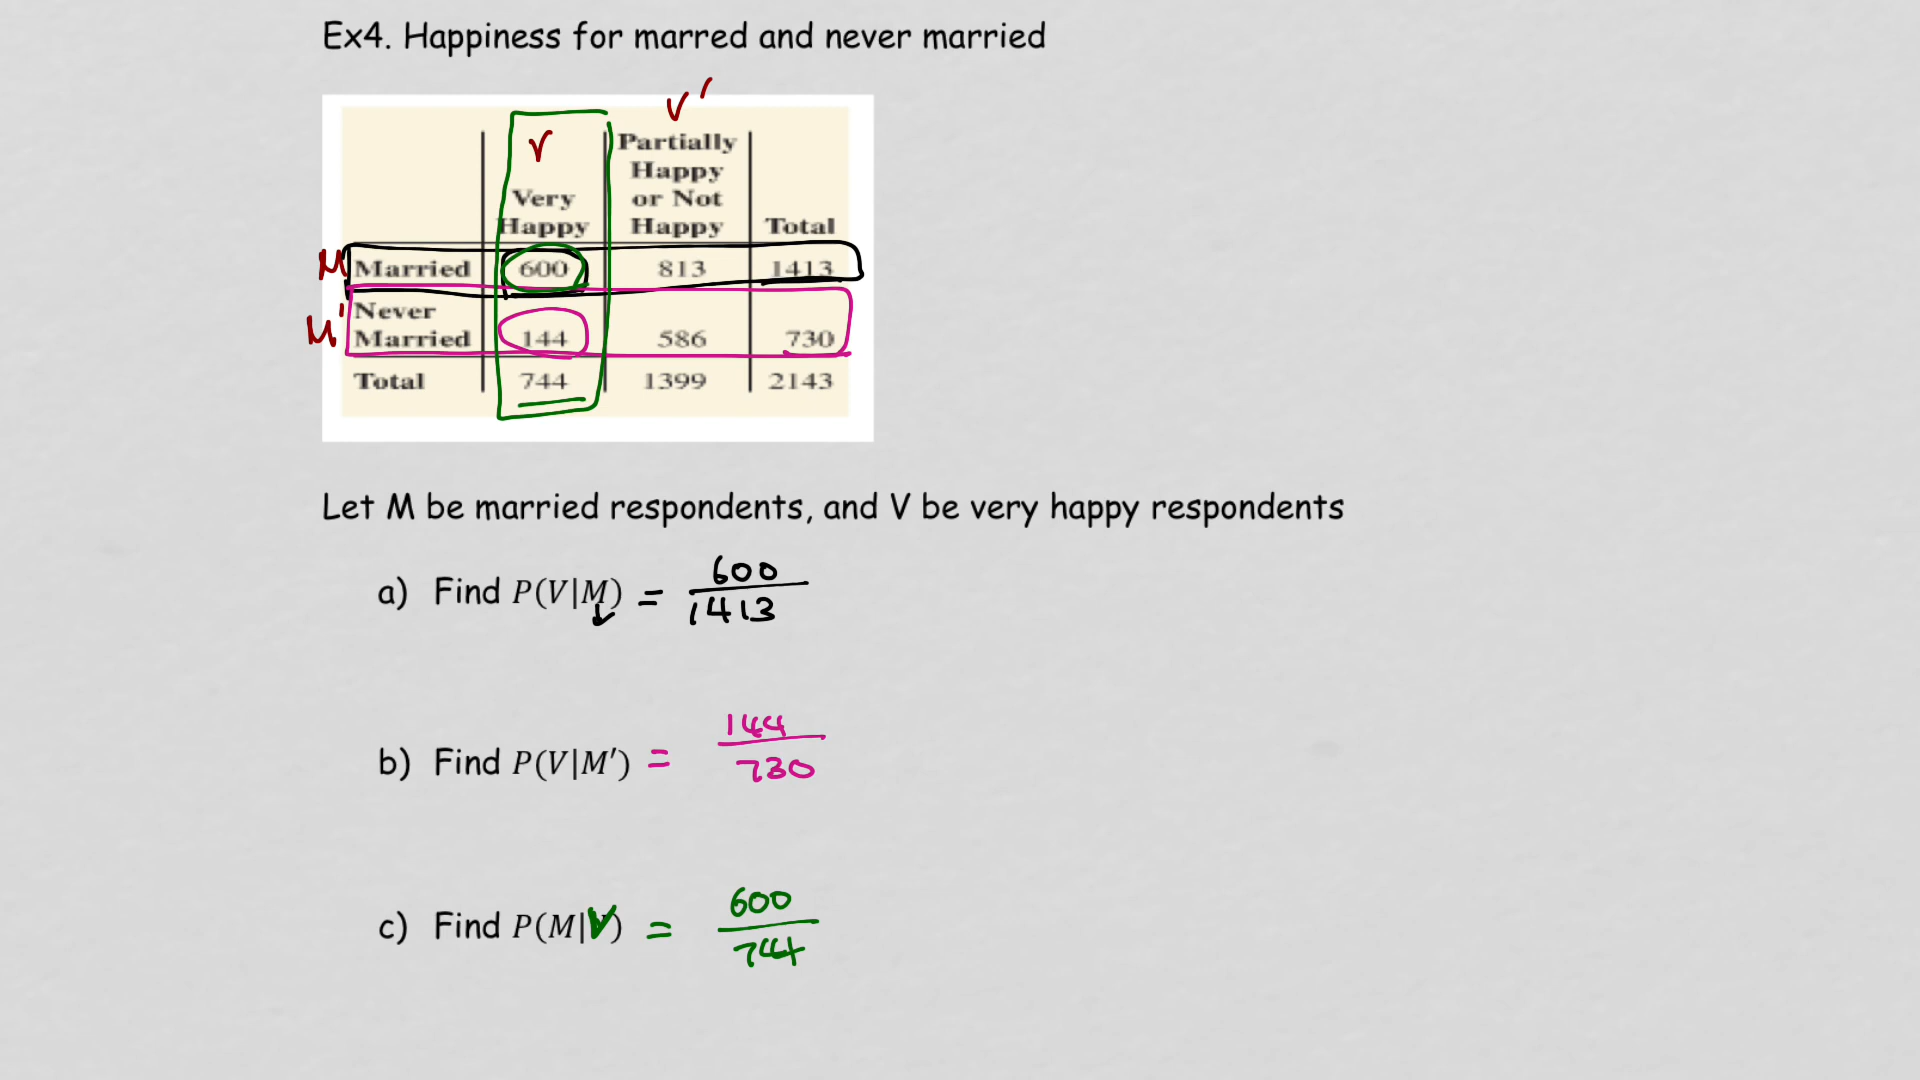 Ex4. Happiness for marred and never married
V V'
Very Happy Partially Happy or Not Happy Total
M Married 600 813 1413
M' Never Married 144 586 730
Total 744 1399 2143
Let M be married respondents, and V be very happy respondents
a) Find P(V|M) = 600/1413
b) Find P(V|M') = 144/730
c) Find P(M|V) = 600/744